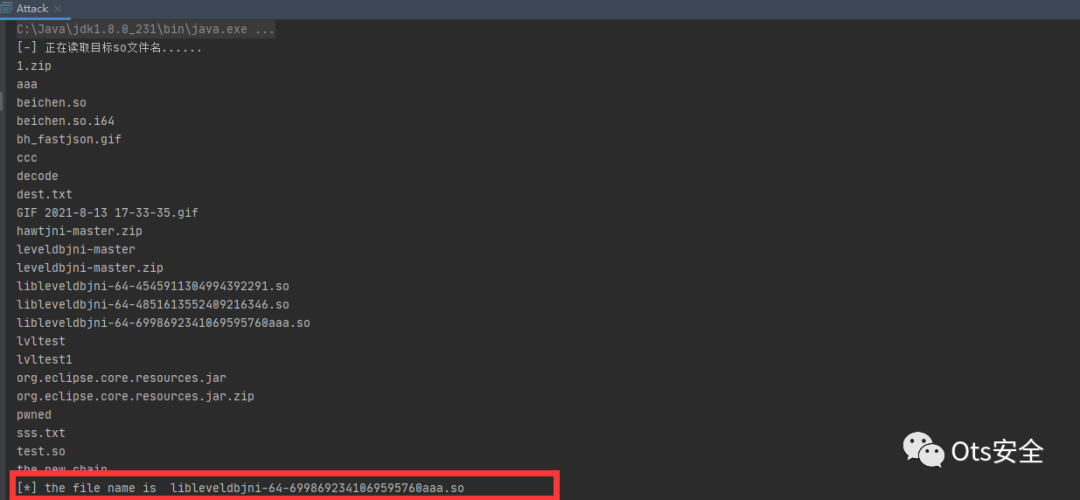 Attack
C:\Java\jdk1.8.0_231\bin\java.exe ...
[-] 正在读取目标so文件名......
1.zip
aaa
beichen.so
beichen.so.i64
bh_fastjson.gif
ccc
decode
dest.txt
GIF 2021-8-13 17-33-35.gif
hawtjni-master.zip
leveldbjni-master
leveldbjni-master.zip
libleveldbjni-64-4545911304994392291.so
libleveldbjni-64-4851613552409216346.so
libleveldbjni-64-6998692341069595760aaa.so
lvltest
lvltest1
org.eclipse.core.resources.jar
org.eclipse.core.resources.jar.zip
pwned
sss.txt
test.so
the new chain
[*] the file name is  libleveldbjni-64-6998692341069595760aaa.so
Ots安全